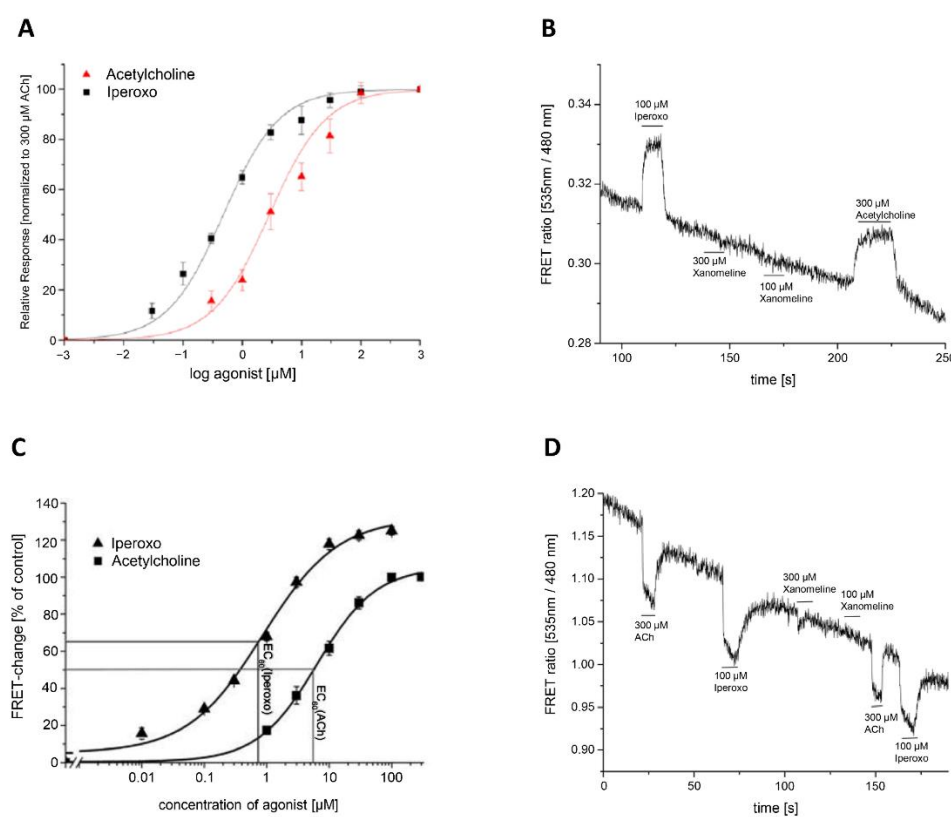 A
Acetylcholine
Iperoxo
Relative Response [normalized to 300 µM ACh]
100
80
60
40
20
0
−3
−2
−1
0
1
2
3
log agonist [µM]
B
FRET ratio [535nm / 480 nm]
0.34
0.32
0.30
0.28
100 µM
Iperoxo
300 µM
Xanomeline
100 µM
Xanomeline
300 µM
Acetylcholine
100
150
200
250
time [s]
C
FRET-change [% of control]
140
120
100
80
60
40
20
0
Iperoxo
Acetylcholine
EC50(Iperoxo)
EC50(ACh)
0.01
0.1
1
10
100
concentration of agonist [µM]
D
FRET ratio [535nm / 480 nm]
1.20
1.15
1.10
1.05
1.00
0.90
300 µM
ACh
100 µM
Iperoxo
300 µM
Xanomeline
100 µM
Xanomeline
300 µM
ACh
100 µM
Iperoxo
0
50
100
150
time [s]